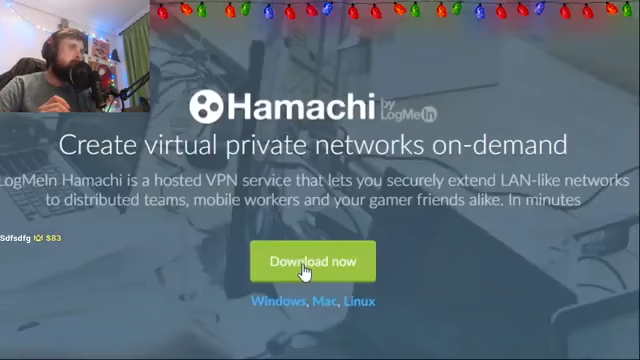 Hamachi by LogMeIn
Create virtual private networks on-demand
LogMeIn Hamachi is a hosted VPN service that lets you securely extend LAN-like networks
to distributed teams, mobile workers and your gamer friends alike. In minutes
Sdfsdfg $83
Download now
Windows, Mac, Linux